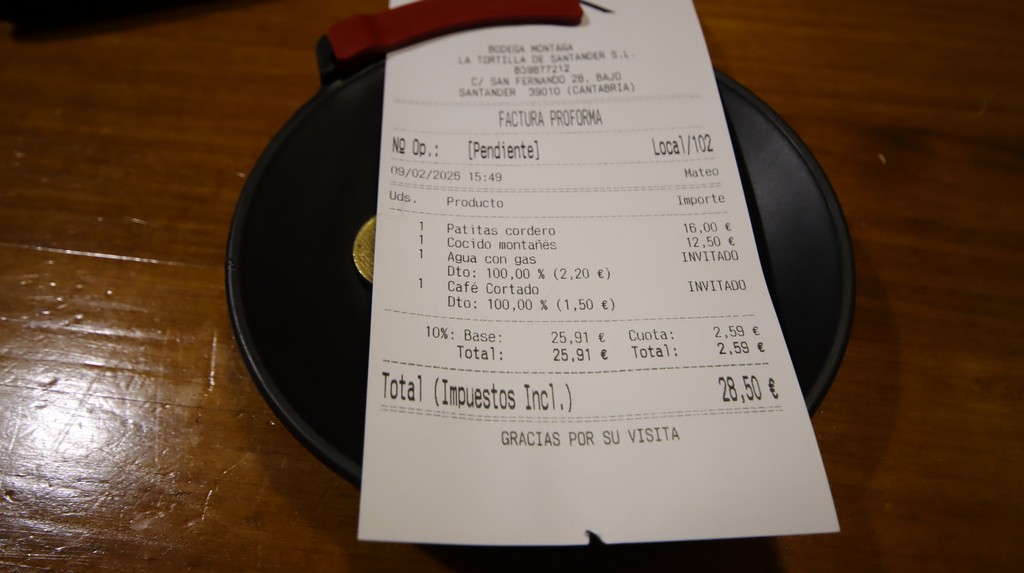 BODEGA MONTAÑA
LA TORTILLA DE SANTANDER S.L.
B39877212
C/ SAN FERNANDO 28, BAJO
SANTANDER 39010 (CANTABRIA)
FACTURA PROFORMA
Nº Op.: [Pendiente] Local/102
09/02/2026 15:49 Mateo
Uds. Producto Importe
1 Patitas cordero 16,00 €
1 Cocido montañés 12,50 €
1 Agua con gas INVITADO
Dto: 100,00 % (2,20 €)
1 Café Cortado INVITADO
Dto: 100,00 % (1,50 €)
10%: Base: 25,91 € Cuota: 2,59 €
Total: 25,91 € Total: 2,59 €
Total (Impuestos Incl.) 28,50 €
GRACIAS POR SU VISITA